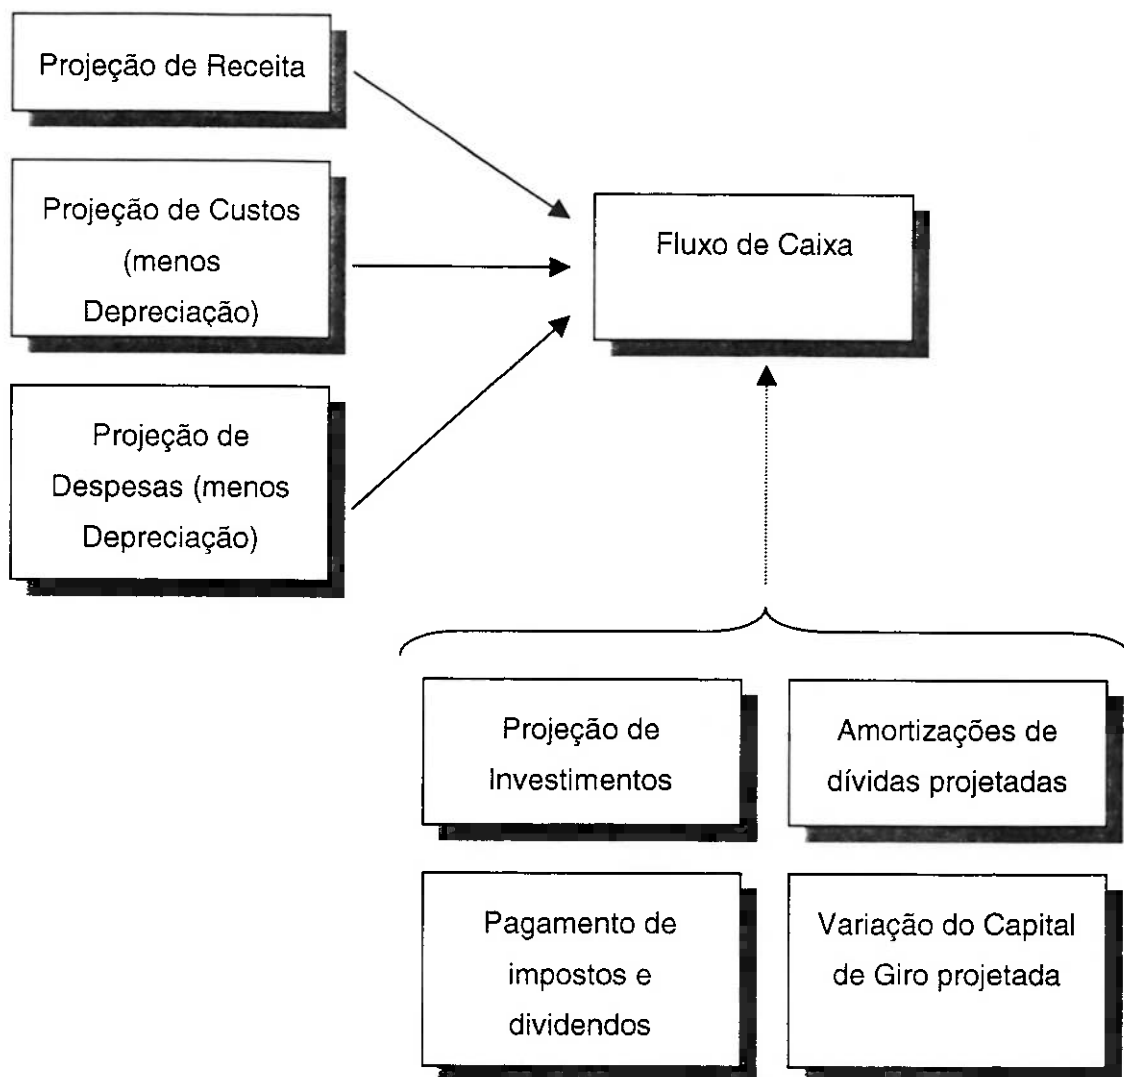 Projeção de Receita
Projeção de Custos
(menos
Depreciação)
Projeção de
Despesas (menos
Depreciação)
Fluxo de Caixa
Projeção de
Investimentos
Amortizações de
dívidas projetadas
Pagamento de
impostos e
dividendos
Variação do Capital
de Giro projetada